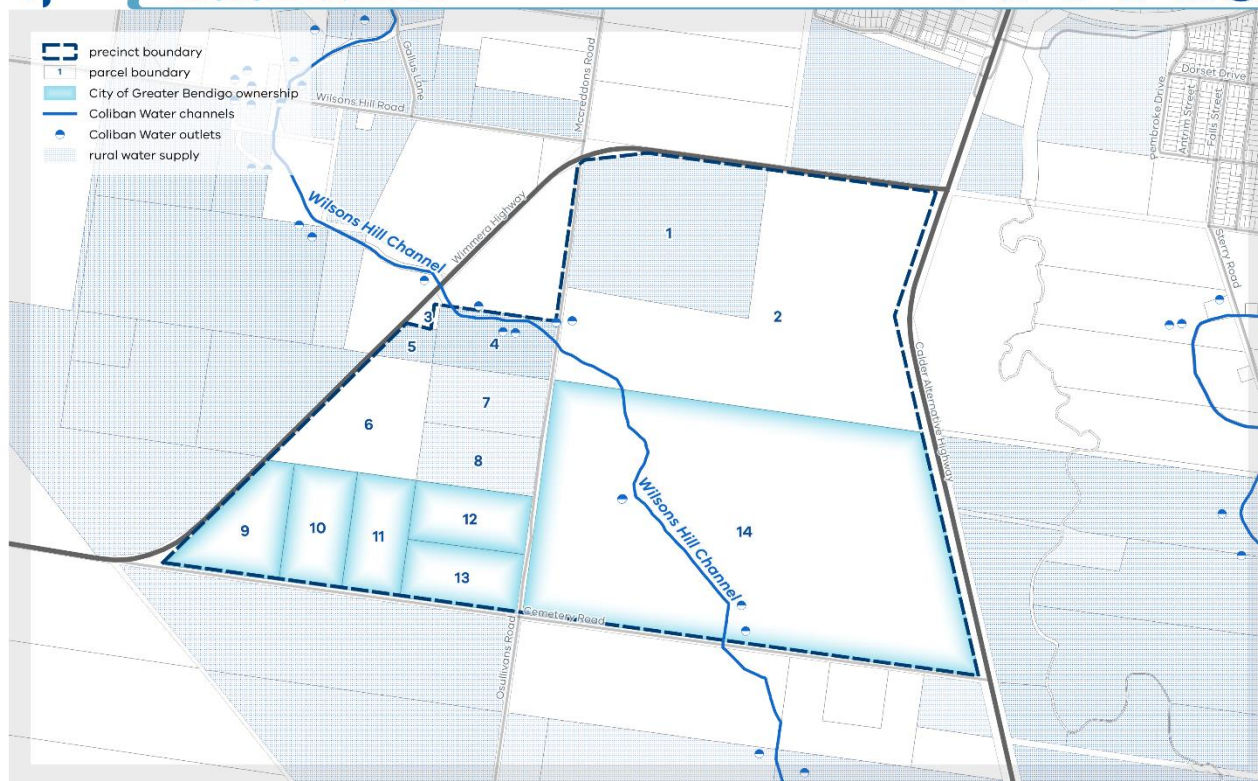 precinct boundary
1
parcel boundary
City of Greater Bendigo ownership
Coliban Water channels
Coliban Water outlets
rural water supply
Gallus Lane
Wilsons Hill Road
Mccreddons Road
Dorset Drive
Pembroke Drive
Antrim Street
Falls Street
Sterry Road
Wilsons Hill Channel
Wimmera Highway
1
2
3
4
5
Calder Alternative Highway
6
7
8
9
10
11
12
13
14
Wilsons Hill Channel
Cemetery Road
Osullivans Road